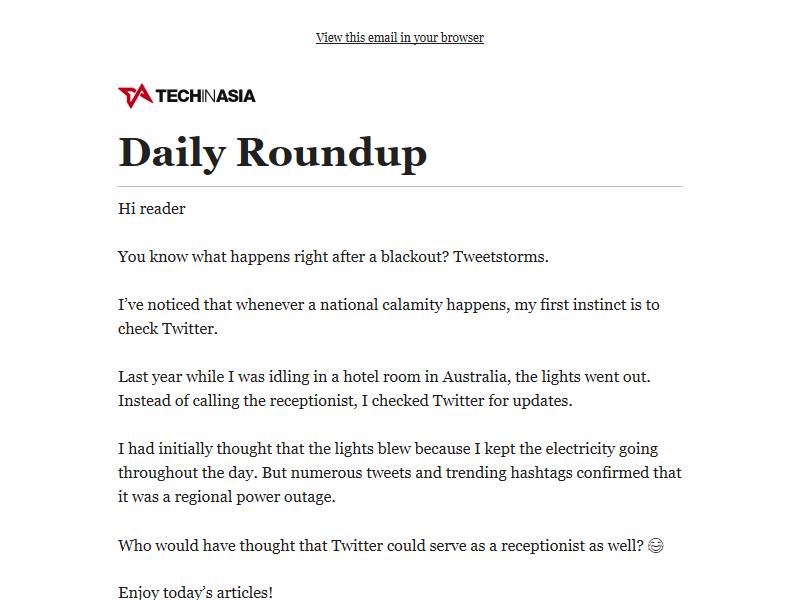 View this email in your browser
TECHINASIA
Daily Roundup
Hi reader
You know what happens right after a blackout? Tweetstorms.
I’ve noticed that whenever a national calamity happens, my first instinct is to
check Twitter.
Last year while I was idling in a hotel room in Australia, the lights went out.
Instead of calling the receptionist, I checked Twitter for updates.
I had initially thought that the lights blew because I kept the electricity going
throughout the day. But numerous tweets and trending hashtags confirmed that
it was a regional power outage.
Who would have thought that Twitter could serve as a receptionist as well? 😅
Enjoy today’s articles!